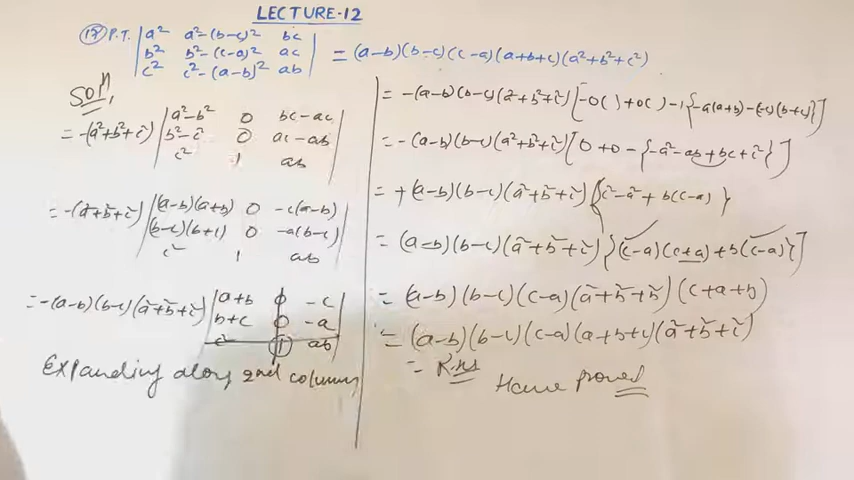 LECTURE-12
(17) P.T. | a² a²-(b-c)² bc |
| b² b²-(c-a)² ac | = (a-b)(b-c)(c-a)(a+b+c)(a²+b²+c²)
| c² c²-(a-b)² ab |
Solⁿ,
= -(a²+b²+c²) | a²-b² 0 bc-ac |
| b²-c² 0 ac-ab |
| c² 1 ab |
= -(a²+b²+c²) | (a-b)(a+b) 0 -c(a-b) |
| (b-c)(b+c) 0 -a(b-c) |
| c² 1 ab |
= -(a-b)(b-c)(a²+b²+c²) | a+b 0 -c |
| b+c 0 -a |
| c² 1 ab |
Expanding along 2nd column
= -(a-b)(b-c)(a²+b²+c²)[-0( )+0( )-1{-a(a+b)-(-c)(b+c)}]
= -(a-b)(b-c)(a²+b²+c²)[0+0-{-a²-ab+bc+c²}]
= +(a-b)(b-c)(a²+b²+c²){c²-a²+b(c-a)}
= (a-b)(b-c)(a²+b²+c²){(c-a)(c+a)+b(c-a)}]
= (a-b)(b-c)(c-a)(a²+b²+b²)(c+a+b)
= (a-b)(b-c)(c-a)(a+b+c)(a²+b²+c²)
= R.H.S
Hence proved